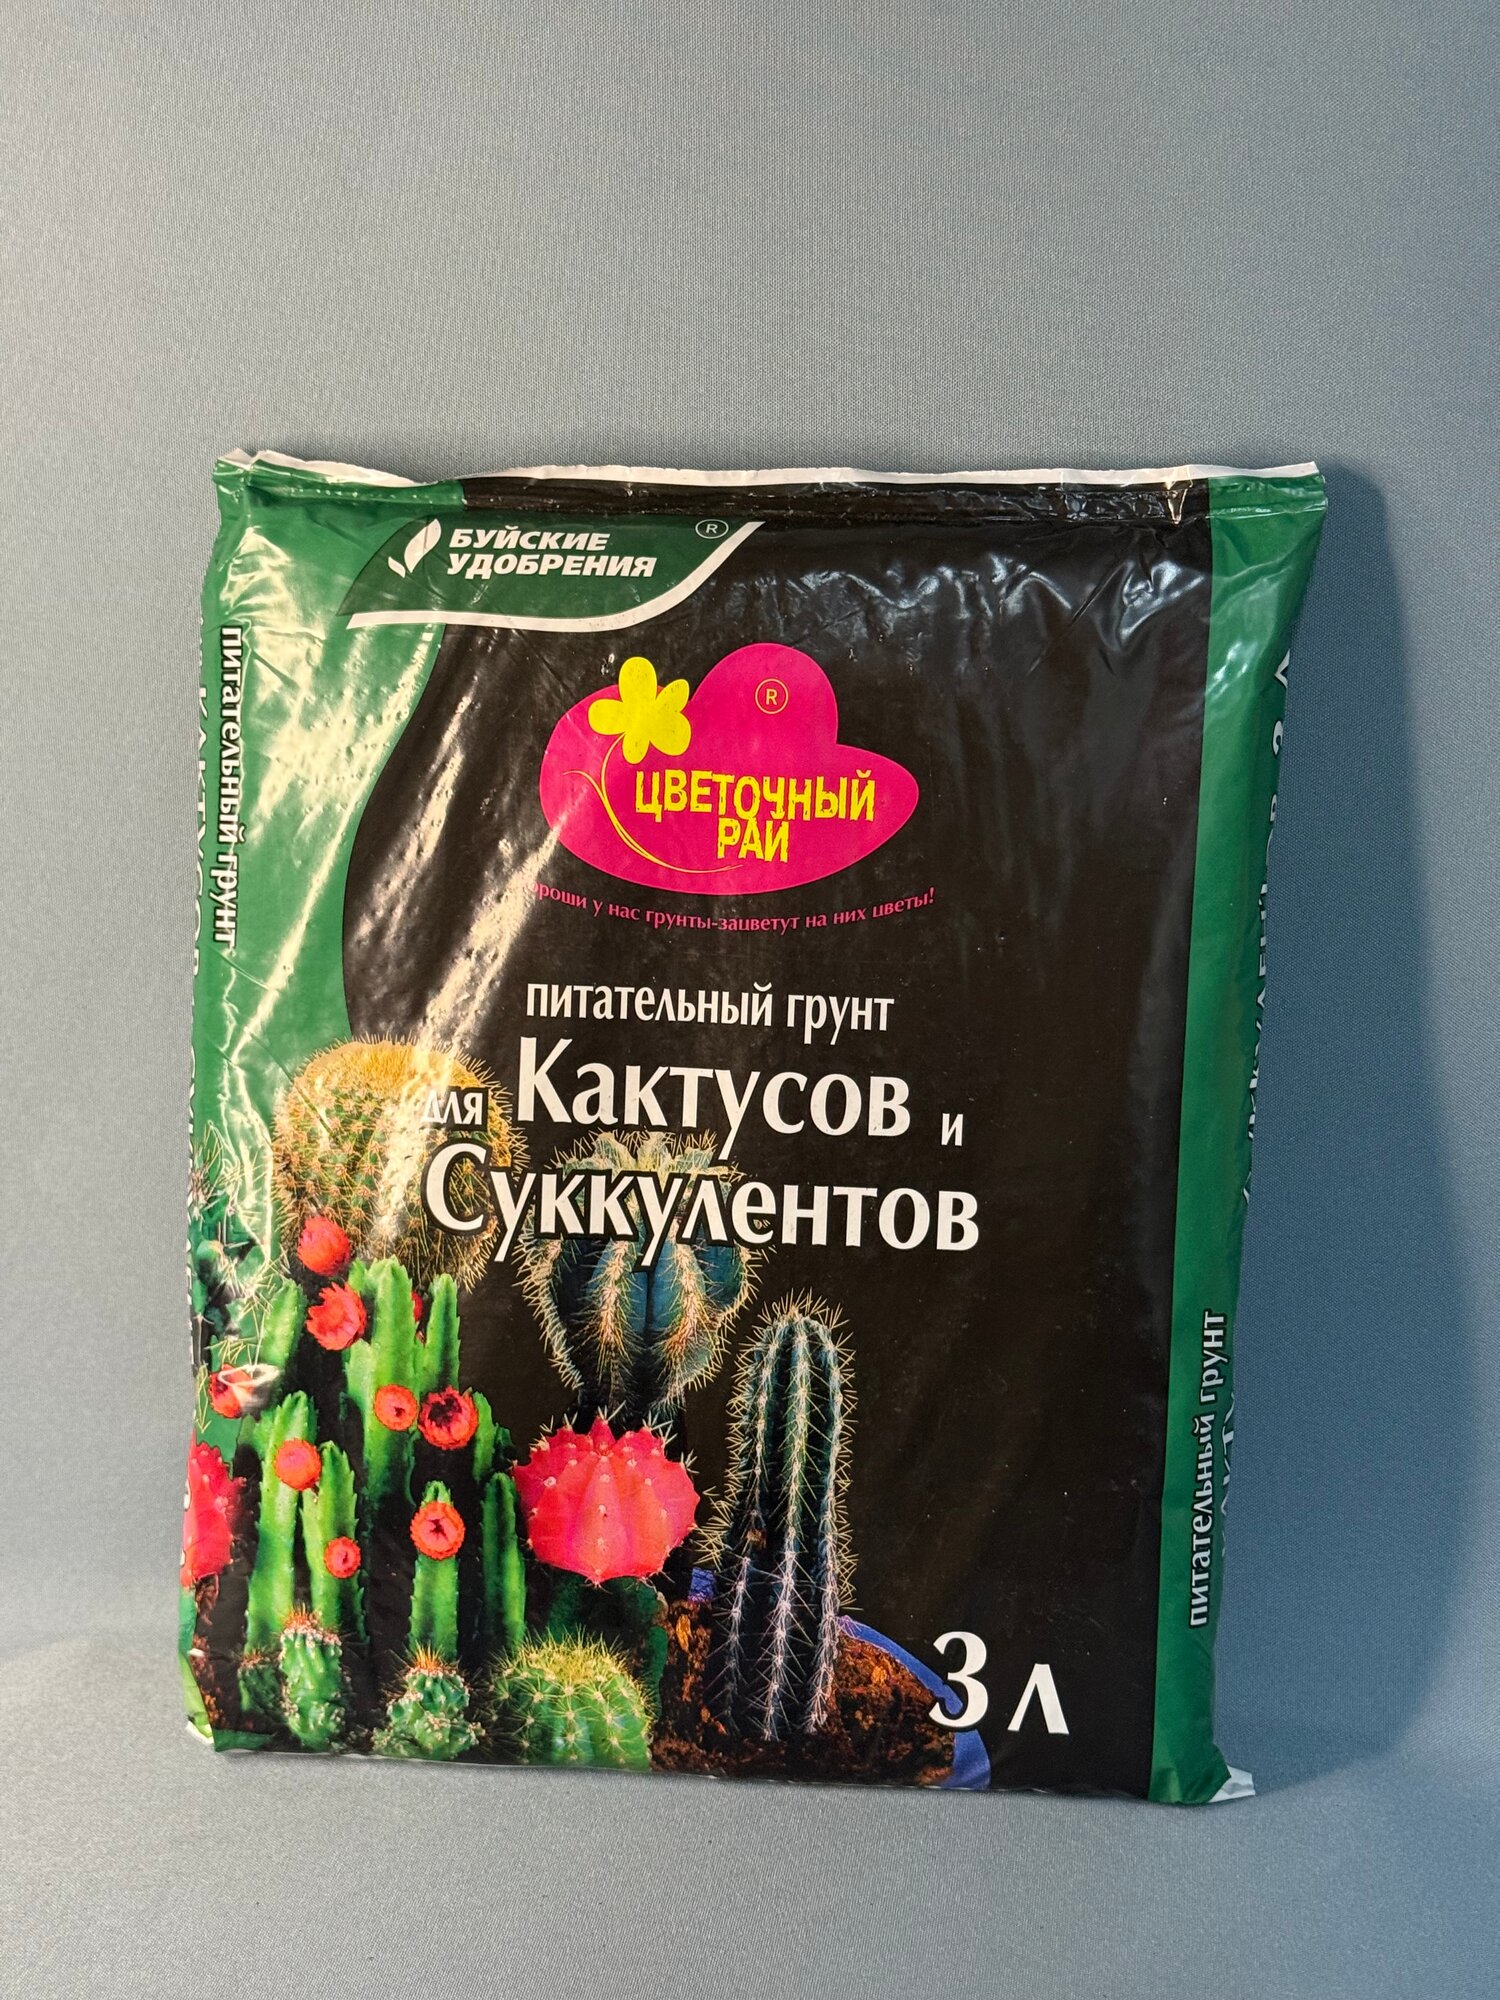 БУЙСКИЕ
УДОБРЕНИЯ
®
®
ЦВЕТОЧНЫЙ
РАЙ
у нас грунты-зацветут на них цветы!
питательный грунт
для Кактусов и
Суккулентов
3 л
питательный грунт
питательный грунт